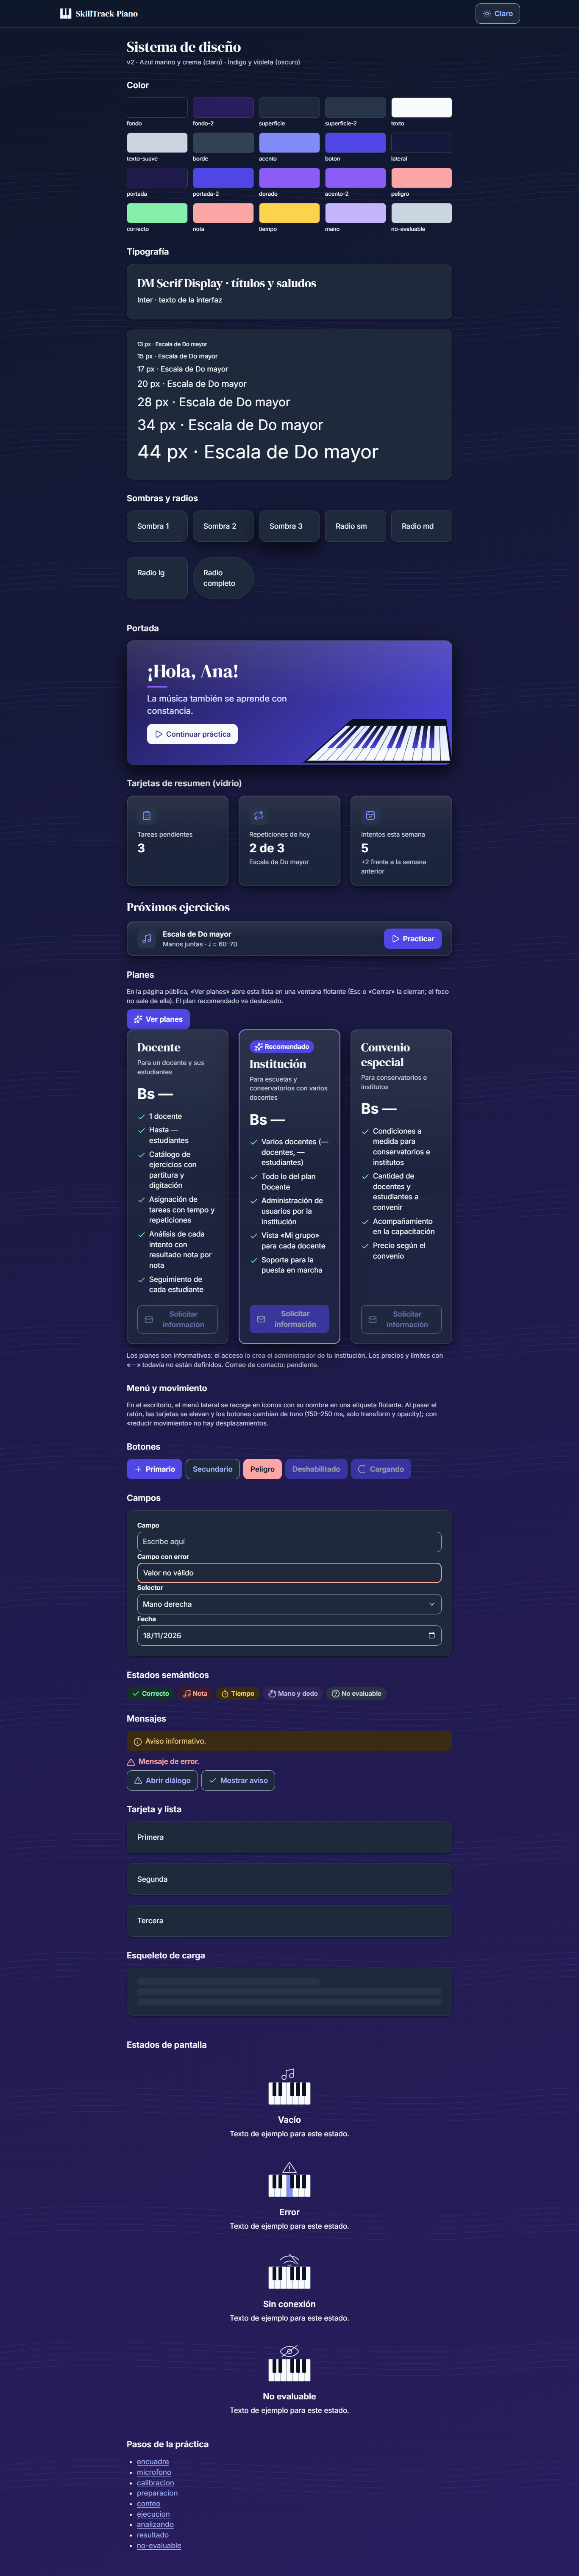 SkillTrack-Piano
Claro
Sistema de diseño
v2 · Azul marino y crema (claro) · Índigo y violeta (oscuro)
Color
fondo
fondo-2
superficie
superficie-2
texto
texto-suave
borde
acento
boton
lateral
portada
portada-2
dorado
acento-2
peligro
correcto
nota
tiempo
mano
no-evaluable
Tipografía
DM Serif Display · títulos y saludos
Inter · texto de la interfaz
13 px · Escala de Do mayor
15 px · Escala de Do mayor
17 px · Escala de Do mayor
20 px · Escala de Do mayor
28 px · Escala de Do mayor
34 px · Escala de Do mayor
44 px · Escala de Do mayor
Sombras y radios
Sombra 1
Sombra 2
Sombra 3
Radio sm
Radio md
Radio lg
Radio
completo
Portada
¡Hola, Ana!
La música también se aprende con
constancia.
Continuar práctica
Tarjetas de resumen (vidrio)
Tareas pendientes
3
Repeticiones de hoy
2 de 3
Escala de Do mayor
Intentos esta semana
5
+2 frente a la semana
anterior
Próximos ejercicios
Escala de Do mayor
Manos juntas · ♩ = 60–70
Practicar
Planes
En la página pública, «Ver planes» abre esta lista en una ventana flotante (Esc o «Cerrar» la cierran; el foco
no sale de ella). El plan recomendado va destacado.
Ver planes
Docente
Para un docente y sus
estudiantes
Bs —
1 docente
Hasta —
estudiantes
Catálogo de
ejercicios con
partitura y
digitación
Asignación de
tareas con tempo y
repeticiones
Análisis de cada
intento con
resultado nota por
nota
Seguimiento de
cada estudiante
Solicitar
información
Recomendado
Institución
Para escuelas y
conservatorios con varios
docentes
Bs —
Varios docentes (—
docentes, —
estudiantes)
Todo lo del plan
Docente
Administración de
usuarios por la
institución
Vista «Mi grupo»
para cada docente
Soporte para la
puesta en marcha
Solicitar
información
Convenio
especial
Para conservatorios e
institutos
Bs —
Condiciones a
medida para
conservatorios e
institutos
Cantidad de
docentes y
estudiantes a
convenir
Acompañamiento
en la capacitación
Precio según el
convenio
Solicitar
información
Los planes son informativos: el acceso lo crea el administrador de tu institución. Los precios y límites con
«—» todavía no están definidos. Correo de contacto: pendiente.
Menú y movimiento
En el escritorio, el menú lateral se recoge en íconos con su nombre en una etiqueta flotante. Al pasar el
ratón, las tarjetas se elevan y los botones cambian de tono (150–250 ms, solo transform y opacity); con
«reducir movimiento» no hay desplazamientos.
Botones
Primario
Secundario
Peligro
Deshabilitado
Cargando
Campos
Campo
Escribe aquí
Campo con error
Valor no válido
Selector
Mano derecha
Fecha
18/11/2026
Estados semánticos
Correcto
Nota
Tiempo
Mano y dedo
No evaluable
Mensajes
Aviso informativo.
Mensaje de error.
Abrir diálogo
Mostrar aviso
Tarjeta y lista
Primera
Segunda
Tercera
Esqueleto de carga
Estados de pantalla
Vacío
Texto de ejemplo para este estado.
Error
Texto de ejemplo para este estado.
Sin conexión
Texto de ejemplo para este estado.
No evaluable
Texto de ejemplo para este estado.
Pasos de la práctica
encuadre
microfono
calibracion
preparacion
conteo
ejecucion
analizando
resultado
no-evaluable